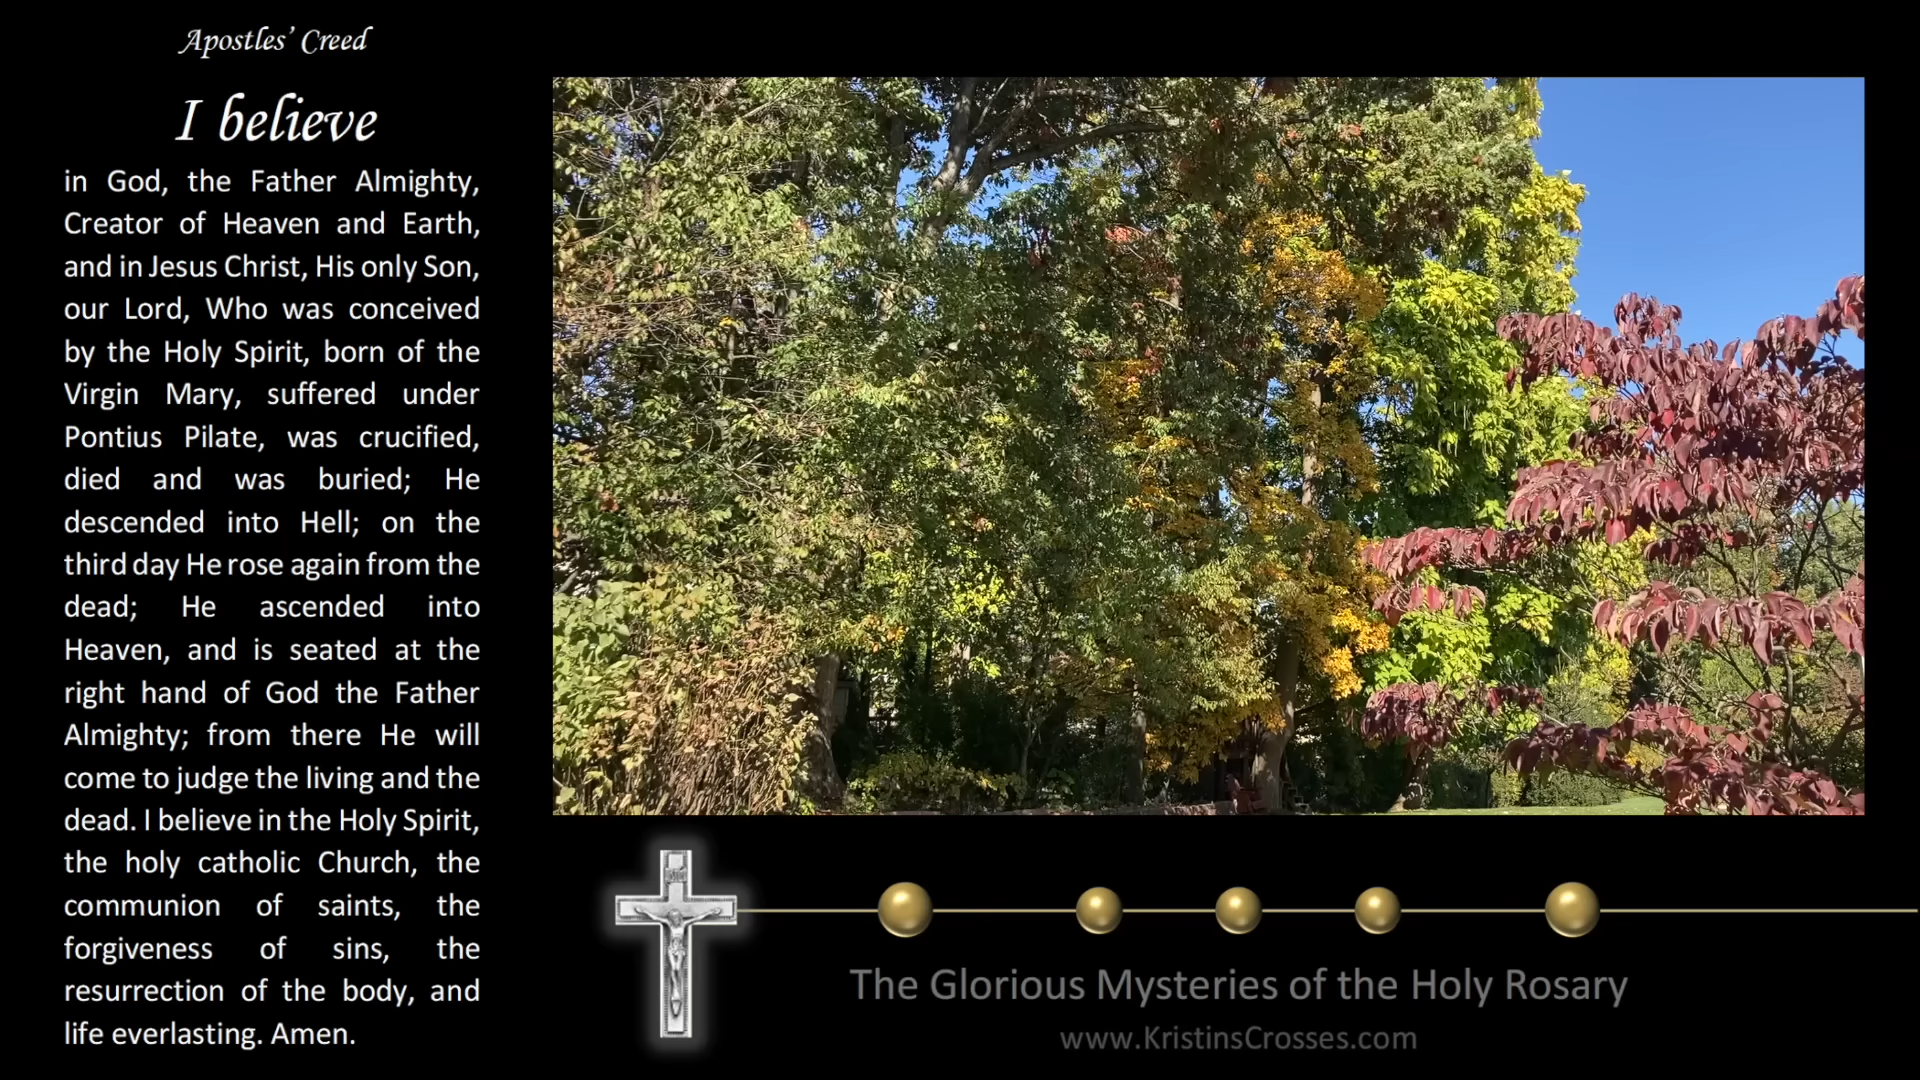 Apostles’ Creed
I believe
in God, the Father Almighty,
Creator of Heaven and Earth,
and in Jesus Christ, His only Son,
our Lord, Who was conceived
by the Holy Spirit, born of the
Virgin Mary, suffered under
Pontius Pilate, was crucified,
died and was buried; He
descended into Hell; on the
third day He rose again from the
dead; He ascended into
Heaven, and is seated at the
right hand of God the Father
Almighty; from there He will
come to judge the living and the
dead. I believe in the Holy Spirit,
the holy catholic Church, the
communion of saints, the
forgiveness of sins, the
resurrection of the body, and
life everlasting. Amen.
The Glorious Mysteries of the Holy Rosary
www.KristinsCrosses.com